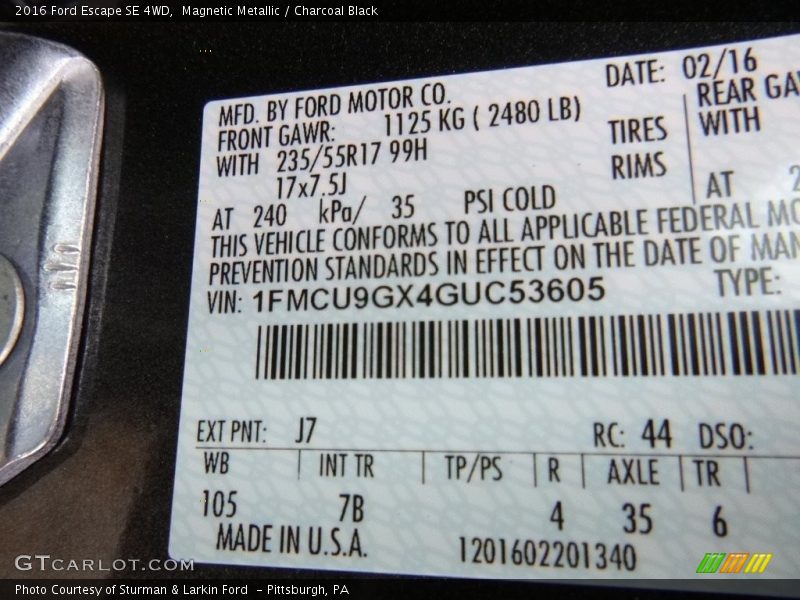 2016 Ford Escape SE 4WD, Magnetic Metallic / Charcoal Black
DATE: 02/16
MFD. BY FORD MOTOR CO.
FRONT GAWR: 1125 KG ( 2480 LB)
REAR GA
WITH 235/55R17 99H TIRES WITH
17x7.5J RIMS
AT 240 kPa/ 35 PSI COLD AT 2
THIS VEHICLE CONFORMS TO ALL APPLICABLE FEDERAL MO
PREVENTION STANDARDS IN EFFECT ON THE DATE OF MAN
VIN: 1FMCU9GX4GUC53605 TYPE:
EXT PNT: J7 RC: 44 DSO:
WB INT TR TP/PS R AXLE TR
105 7B 4 35 6
MADE IN U.S.A. 1201602201340
GTCARLOT.COM
Photo Courtesy of Sturman & Larkin Ford - Pittsburgh, PA